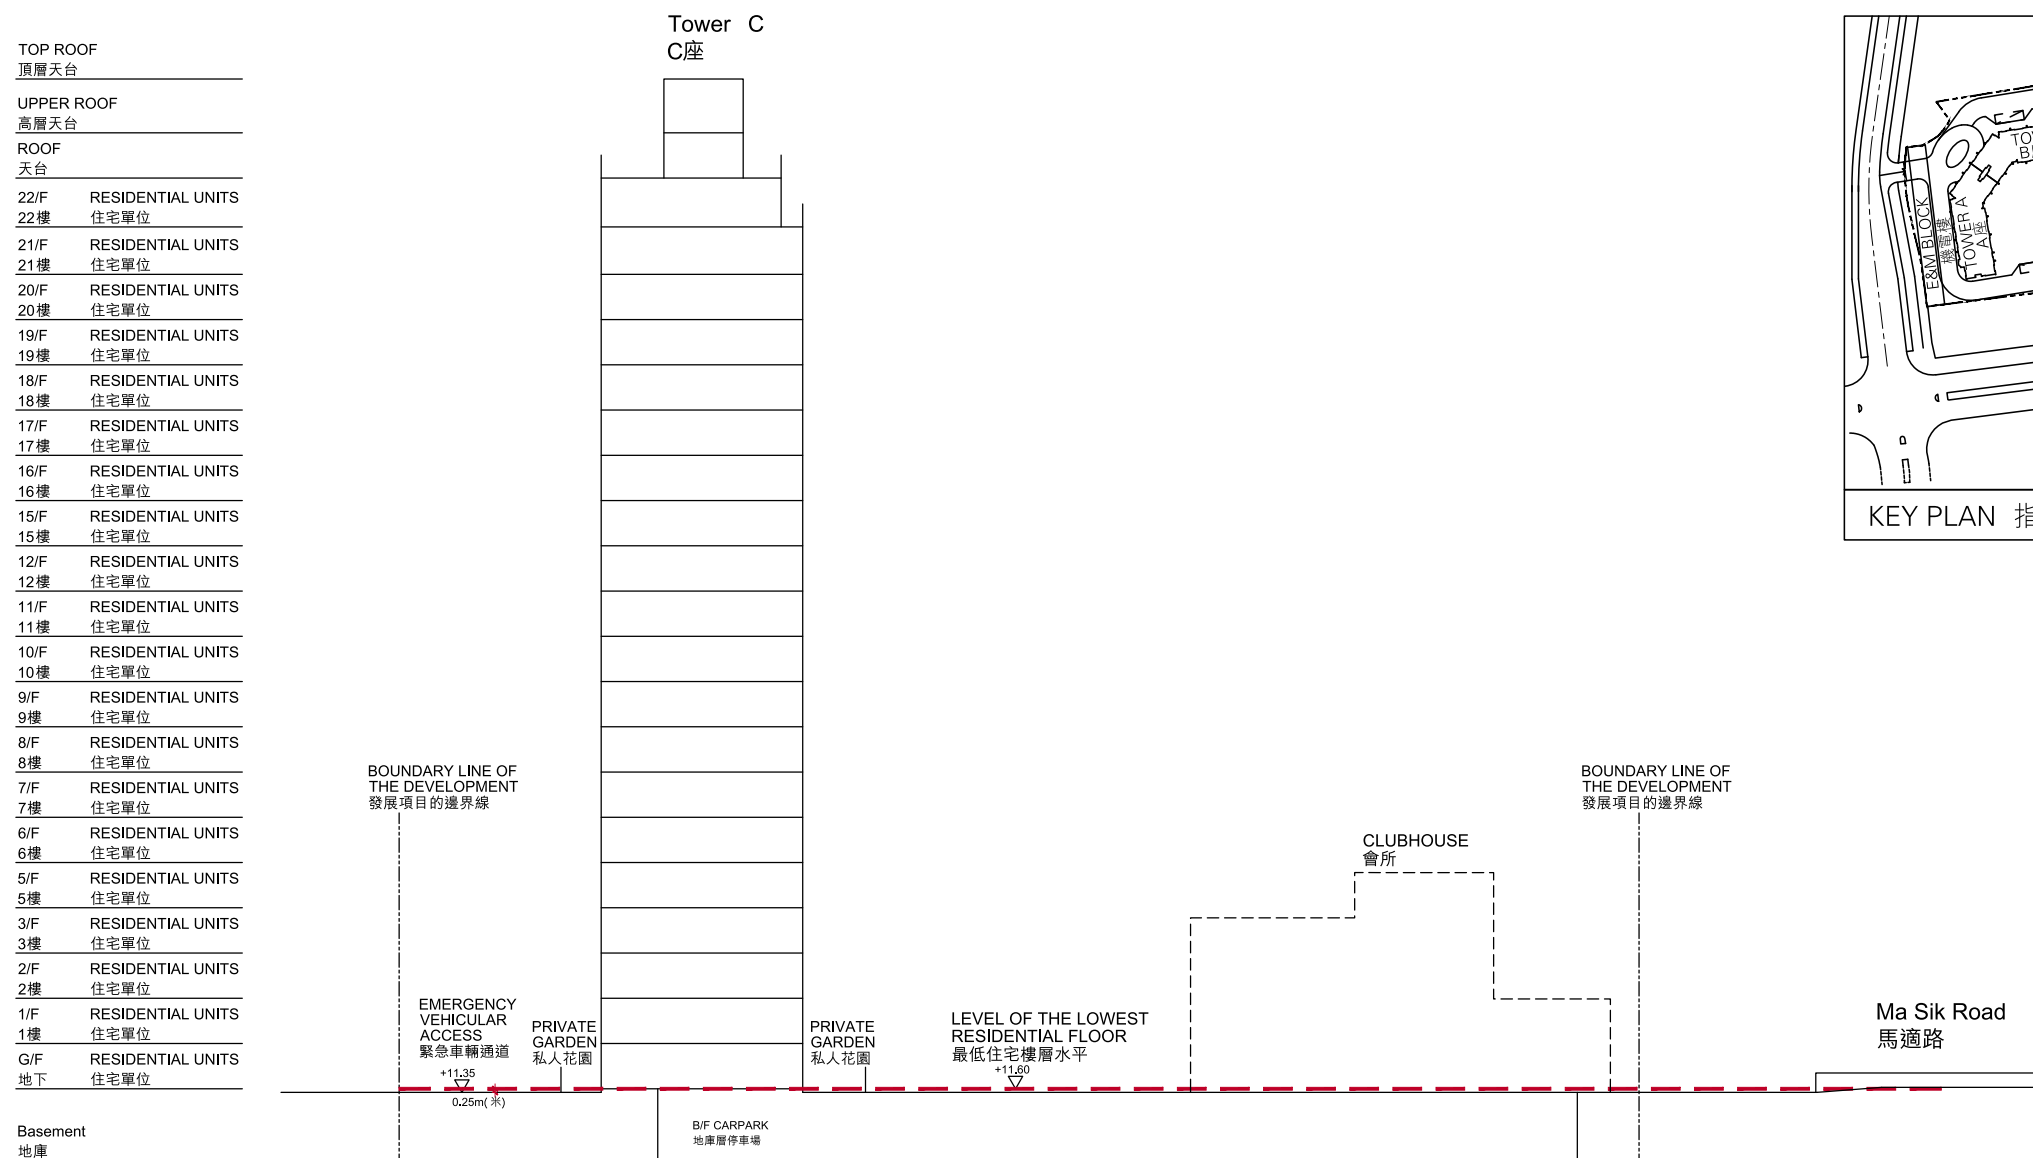 Tower C
C座
TOP ROOF
頂層天台
UPPER ROOF
高層天台
ROOF
天台
22/F RESIDENTIAL UNITS
22樓 住宅單位
21/F RESIDENTIAL UNITS
21樓 住宅單位
20/F RESIDENTIAL UNITS
20樓 住宅單位
19/F RESIDENTIAL UNITS
19樓 住宅單位
18/F RESIDENTIAL UNITS
18樓 住宅單位
17/F RESIDENTIAL UNITS
17樓 住宅單位
16/F RESIDENTIAL UNITS
16樓 住宅單位
15/F RESIDENTIAL UNITS
15樓 住宅單位
12/F RESIDENTIAL UNITS
12樓 住宅單位
11/F RESIDENTIAL UNITS
11樓 住宅單位
10/F RESIDENTIAL UNITS
10樓 住宅單位
9/F RESIDENTIAL UNITS
9樓 住宅單位
8/F RESIDENTIAL UNITS
8樓 住宅單位
7/F RESIDENTIAL UNITS
7樓 住宅單位
6/F RESIDENTIAL UNITS
6樓 住宅單位
5/F RESIDENTIAL UNITS
5樓 住宅單位
3/F RESIDENTIAL UNITS
3樓 住宅單位
2/F RESIDENTIAL UNITS
2樓 住宅單位
1/F RESIDENTIAL UNITS
1樓 住宅單位
G/F RESIDENTIAL UNITS
地下 住宅單位
Basement
地庫
BOUNDARY LINE OF
THE DEVELOPMENT
發展項目的邊界線
EMERGENCY
VEHICULAR
ACCESS
緊急車輛通道
+11.35
0.25m(米)
PRIVATE
GARDEN
私人花園
B/F CARPARK
地庫層停車場
PRIVATE
GARDEN
私人花園
LEVEL OF THE LOWEST
RESIDENTIAL FLOOR
最低住宅樓層水平
+11.60
CLUBHOUSE
會所
BOUNDARY LINE OF
THE DEVELOPMENT
發展項目的邊界線
Ma Sik Road
馬適路
E&M BLOCK
機電樓
TOWER A
A座
KEY PLAN